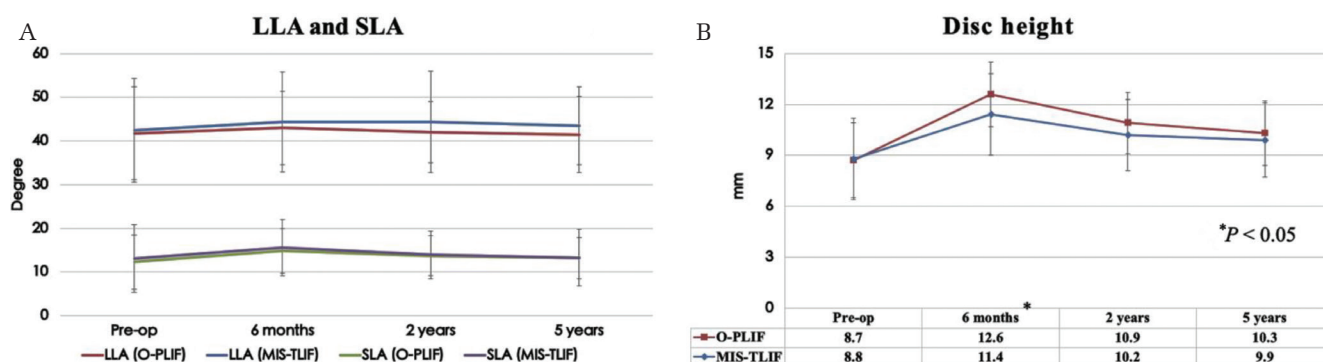 A
LLA and SLA
60
50
40
30
20
10
0
Degree
Pre-op 6 months 2 years 5 years
LLA (O-PLIF) LLA (MIS-TLIF) SLA (O-PLIF) SLA (MIS-TLIF)
B
Disc height
15
12
9
6
3
0
mm
*P < 0.05
*
Pre-op 6 months 2 years 5 years
O-PLIF 8.7 12.6 10.9 10.3
MIS-TLIF 8.8 11.4 10.2 9.9